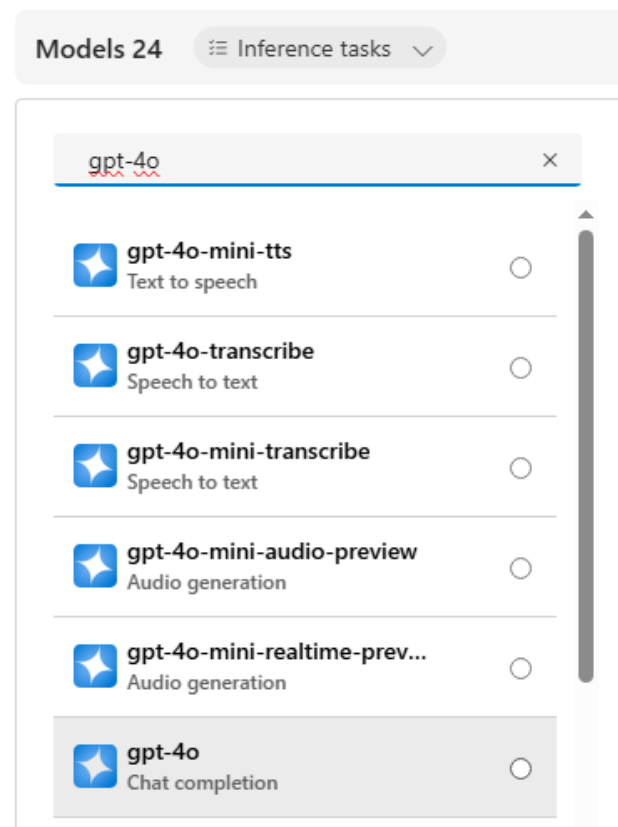 Models 24
Inference tasks
gpt-4o
gpt-4o-mini-tts
Text to speech
gpt-4o-transcribe
Speech to text
gpt-4o-mini-transcribe
Speech to text
gpt-4o-mini-audio-preview
Audio generation
gpt-4o-mini-realtime-prev...
Audio generation
gpt-4o
Chat completion